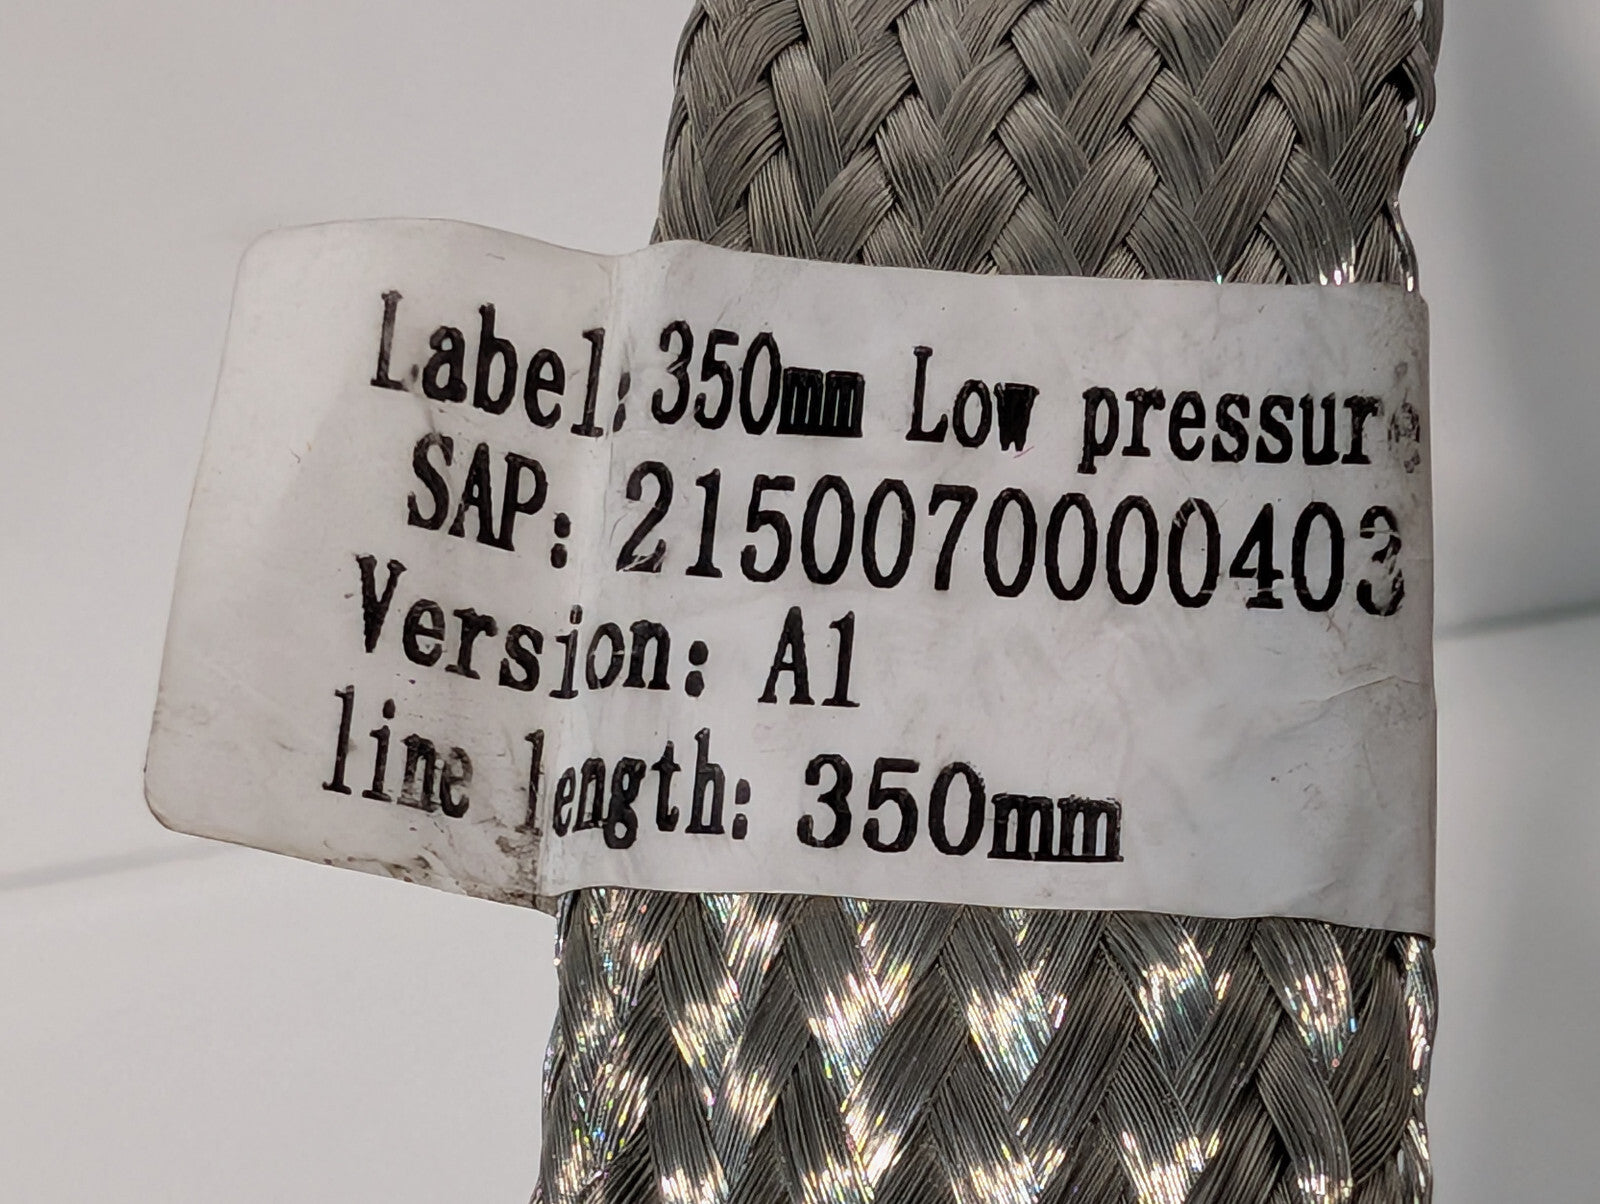 Label:350mm Low pressure
SAP: 2150070000403
Version: A1
line length: 350mm